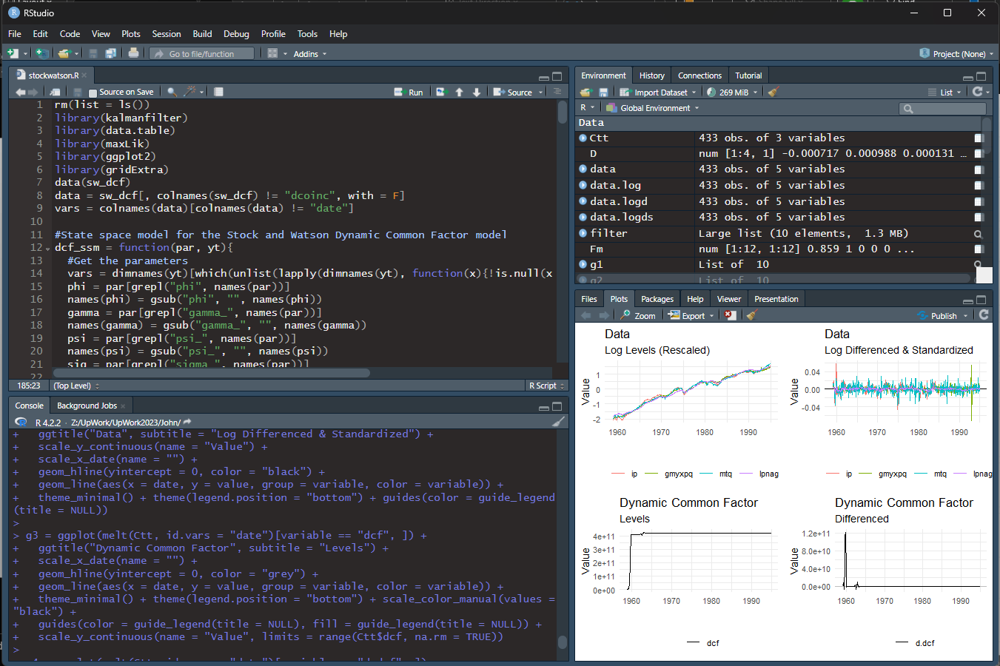 RStudio
File Edit Code View Plots Session Build Debug Profile Tools Help
Go to file/function Addins Project: (None)
stockwatson.R
Source on Save Run Source
1 rm(list = ls())
2 library(kalmanfilter)
3 library(data.table)
4 library(maxLik)
5 library(ggplot2)
6 library(gridExtra)
7 data(sw_dcf)
8 data = sw_dcf[, colnames(sw_dcf) != "dcoinc", with = F]
9 vars = colnames(data)[colnames(data) != "date"]
10
11 #State space model for the Stock and Watson Dynamic Common Factor model
12 dcf_ssm = function(par, yt){
13 #Get the parameters
14 vars = dimnames(yt)[which(unlist(lapply(dimnames(yt), function(x){!is.null(x
15 phi = par[grepl("phi", names(par))]
16 names(phi) = gsub("phi", "", names(phi))
17 gamma = par[grepl("gamma_", names(par))]
18 names(gamma) = gsub("gamma_", "", names(gamma))
19 psi = par[grepl("psi_", names(par))]
20 names(psi) = gsub("psi_", "", names(psi))
21 sig = par[grepl("sigma_", names(par))]
22
185:23 (Top Level) R Script
Console Background Jobs
R 4.2.2 · Z:/UpWork/UpWork2023/John/
+ ggtitle("Data", subtitle = "Log Differenced & Standardized") +
+ scale_y_continuous(name = "Value") +
+ scale_x_date(name = "") +
+ geom_hline(yintercept = 0, color = "black") +
+ geom_line(aes(x = date, y = value, group = variable, color = variable)) +
+ theme_minimal() + theme(legend.position = "bottom") + guides(color = guide_legend
(title = NULL))
>
> g3 = ggplot(melt(Ctt, id.vars = "date")[variable == "dcf", ]) +
+ ggtitle("Dynamic Common Factor", subtitle = "Levels") +
+ scale_x_date(name = "") +
+ geom_hline(yintercept = 0, color = "grey") +
+ geom_line(aes(x = date, y = value, group = variable, color = variable)) +
+ theme_minimal() + theme(legend.position = "bottom") + scale_color_manual(values =
"black") +
+ guides(color = guide_legend(title = NULL), fill = guide_legend(title = NULL)) +
+ scale_y_continuous(name = "Value", limits = range(Ctt$dcf, na.rm = TRUE))
>
Environment History Connections Tutorial
Import Dataset 269 MiB List
R Global Environment
Data
Ctt 433 obs. of 3 variables
D num [1:4, 1] -0.000717 0.000988 0.000131 …
data 433 obs. of 5 variables
data.log 433 obs. of 5 variables
data.logd 433 obs. of 5 variables
data.logds 433 obs. of 5 variables
filter Large list (10 elements, 1.3 MB)
Fm num [1:12, 1:12] 0.859 1 0 0 0 ...
g1 List of 10
g2 List of 10
Files Plots Packages Help Viewer Presentation
Zoom Export Publish
Data
Log Levels (Rescaled)
Value
1
0
-1
-2
1960 1970 1980 1990
ip gmyxpq mtq lpnag
Data
Log Differenced & Standardized
Value
0.04
0.00
-0.04
1960 1970 1980 1990
ip gmyxpq mtq lpnag
Dynamic Common Factor
Levels
Value
4e+11
3e+11
2e+11
1e+11
0e+00
1960 1970 1980 1990
dcf
Dynamic Common Factor
Differenced
Value
1.2e+11
8.0e+10
4.0e+10
0.0e+00
1960 1970 1980 1990
d.dcf